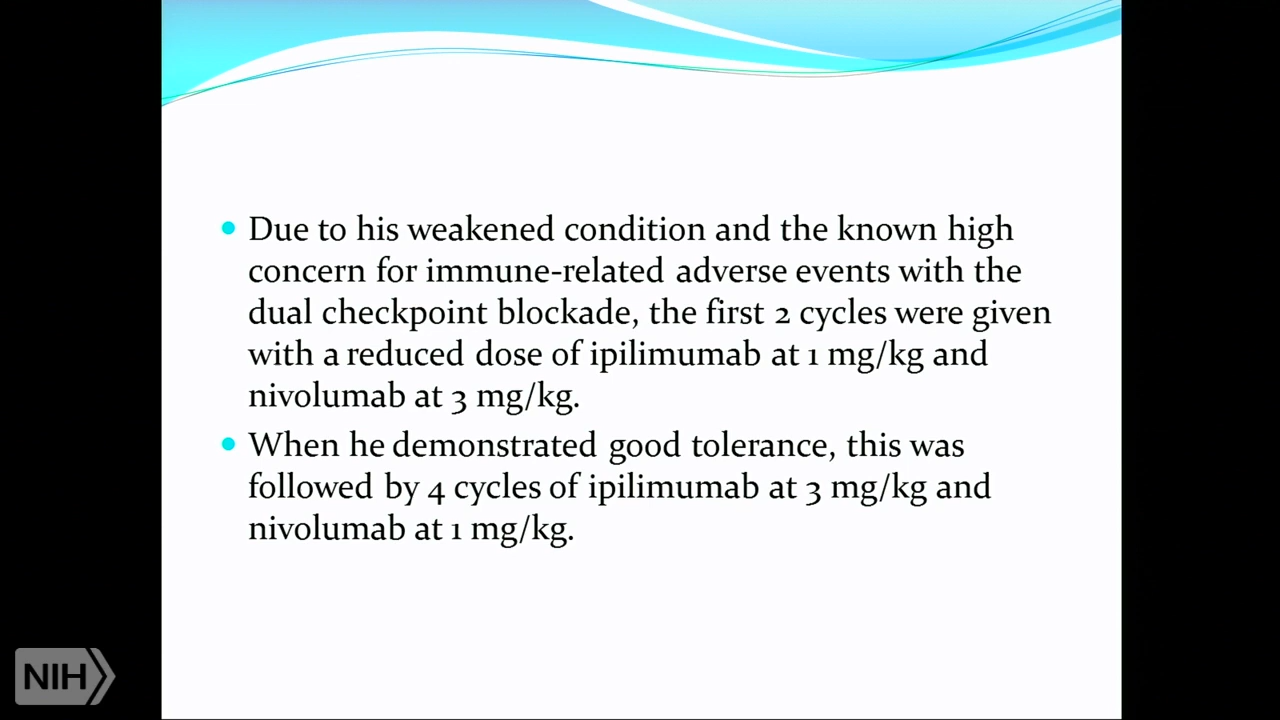 Due to his weakened condition and the known high
concern for immune-related adverse events with the
dual checkpoint blockade, the first 2 cycles were given
with a reduced dose of ipilimumab at 1 mg/kg and
nivolumab at 3 mg/kg.
When he demonstrated good tolerance, this was
followed by 4 cycles of ipilimumab at 3 mg/kg and
nivolumab at 1 mg/kg.
NIH